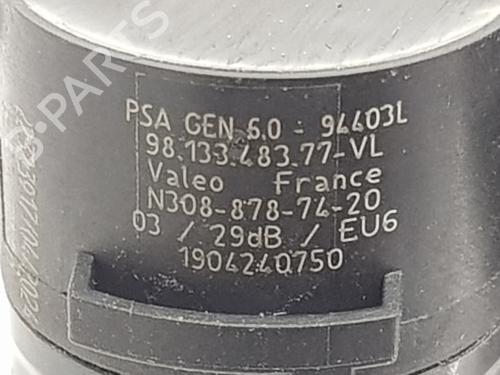 PSA GEN 6.0 - 94403L
98.133.483.77-VL
Valeo France
N308-878-74-20
03 / 29dB / EU6
1904240750